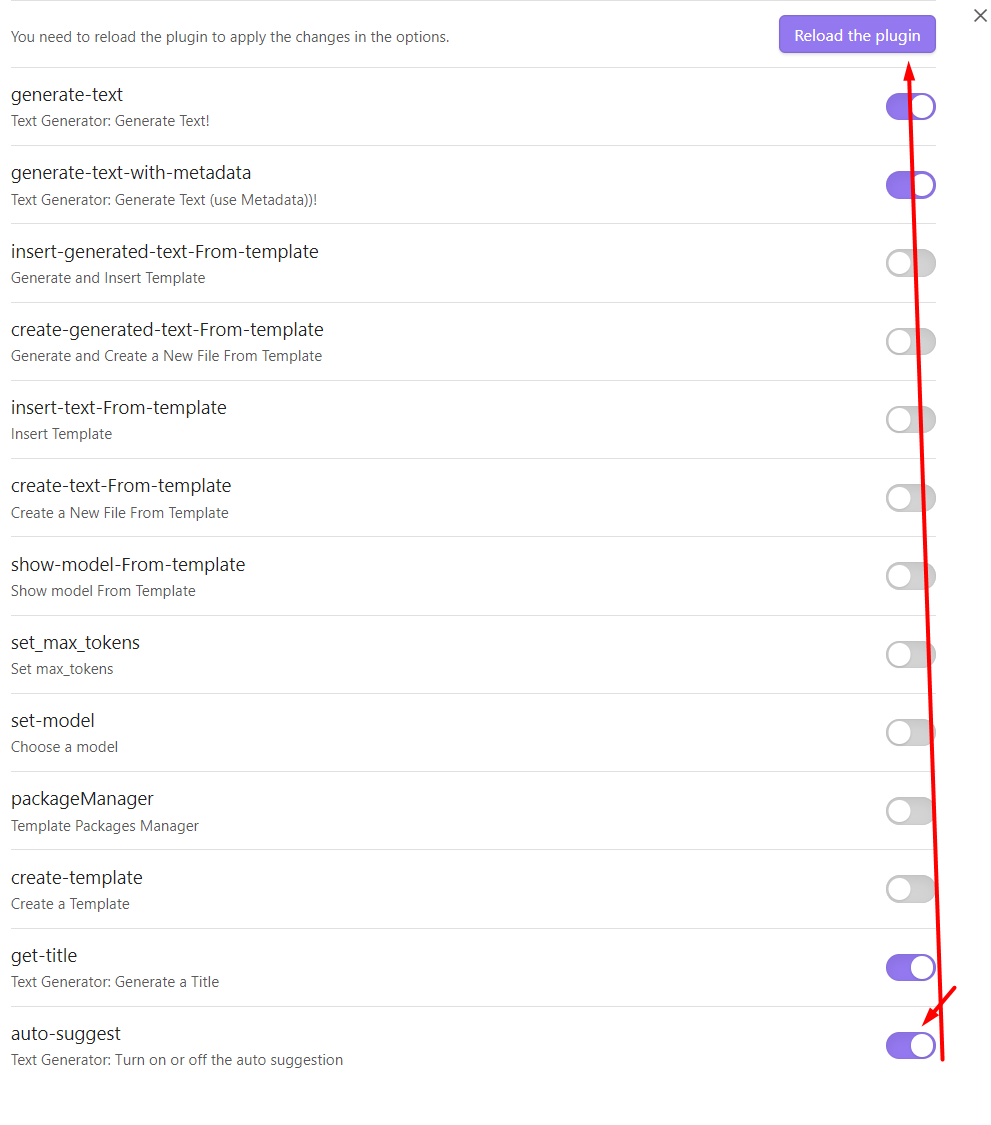 You need to reload the plugin to apply the changes in the options.
Reload the plugin
generate-text
Text Generator: Generate Text!
generate-text-with-metadata
Text Generator: Generate Text (use Metadata))!
insert-generated-text-From-template
Generate and Insert Template
create-generated-text-From-template
Generate and Create a New File From Template
insert-text-From-template
Insert Template
create-text-From-template
Create a New File From Template
show-model-From-template
Show model From Template
set_max_tokens
Set max_tokens
set-model
Choose a model
packageManager
Template Packages Manager
create-template
Create a Template
get-title
Text Generator: Generate a Title
auto-suggest
Text Generator: Turn on or off the auto suggestion